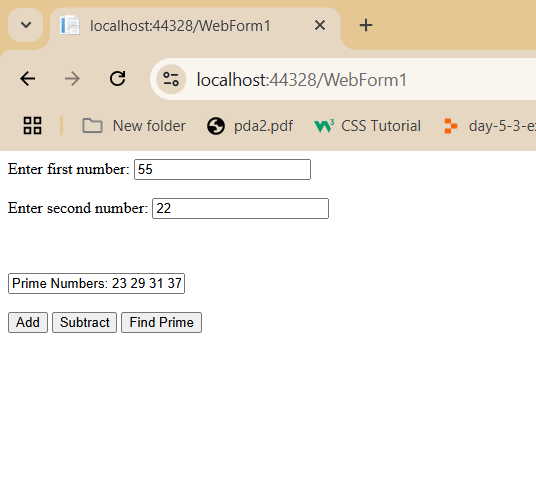 localhost:44328/WebForm1
localhost:44328/WebForm1
New folder pda2.pdf CSS Tutorial day-5-3-e
Enter first number: 55
Enter second number: 22
Prime Numbers: 23 29 31 37
Add Subtract Find Prime